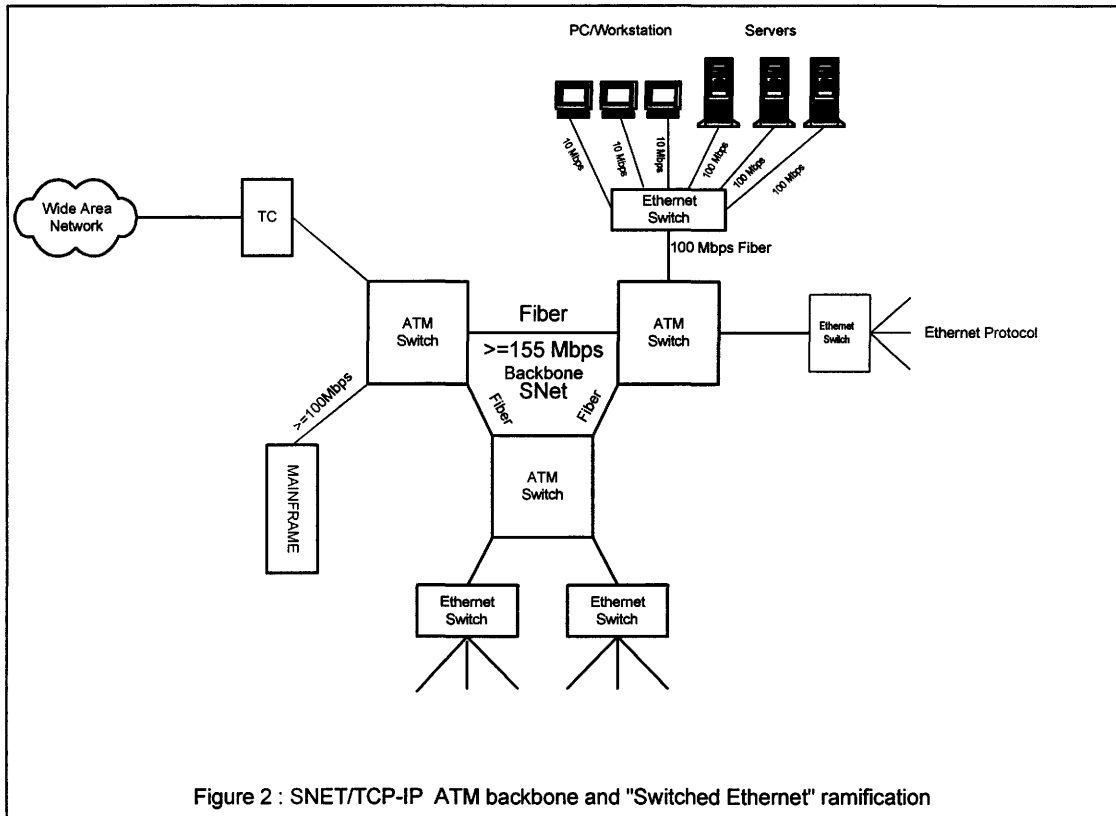 PC/Workstation
Servers
10 Mbps
10 Mbps
10 Mbps
100 Mbps
100 Mbps
100 Mbps
Ethernet
Switch
Wide Area
Network
TC
100 Mbps Fiber
ATM
Switch
Fiber
>=155 Mbps
Backbone
SNet
ATM
Switch
Ethernet
Switch
Ethernet Protocol
>=100Mbps
Fiber
Fiber
MAINFRAME
ATM
Switch
Ethernet
Switch
Ethernet
Switch
Figure 2 : SNET/TCP-IP ATM backbone and "Switched Ethernet" ramification